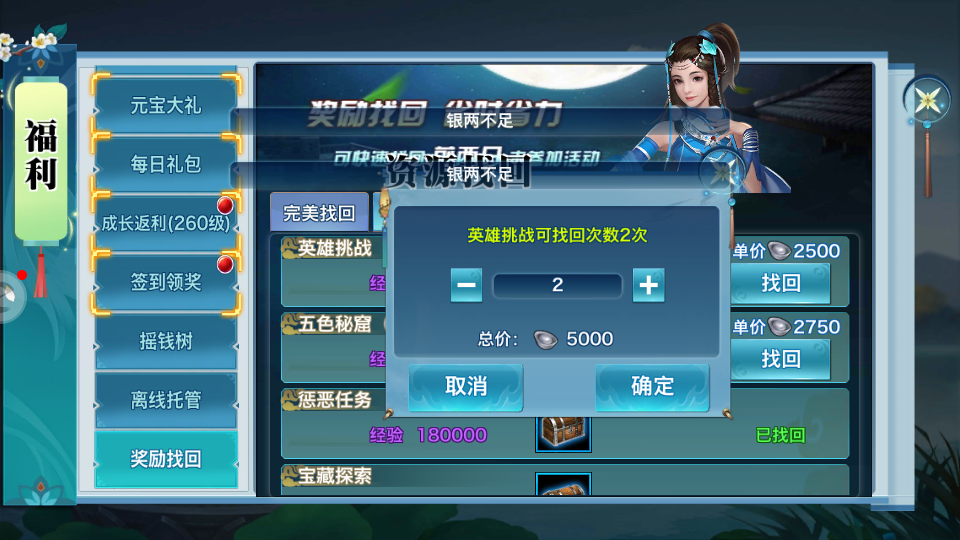 福利
元宝大礼
每日礼包
成长返利(260级)
签到领奖
摇钱树
离线托管
奖励找回
奖励找回 省时省力
银两不足
银两不足
资源找回
完美找回
英雄挑战
单价 2500
找回
五色秘窟
单价 2750
找回
惩恶任务
经验 180000
已找回
宝藏探索
英雄挑战可找回次数2次
2
总价： 5000
取消
确定